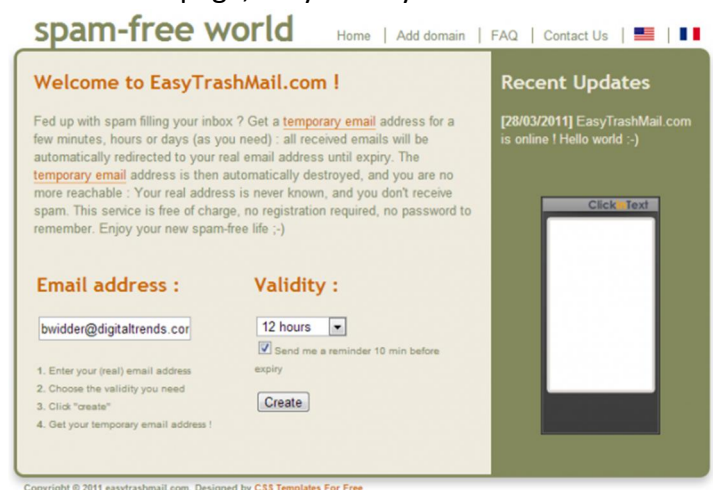 spam-free world
Home | Add domain | FAQ | Contact Us | |
Welcome to EasyTrashMail.com !
Fed up with spam filling your inbox ? Get a temporary email address for a
few minutes, hours or days (as you need) : all received emails will be
automatically redirected to your real email address until expiry. The
temporary email address is then automatically destroyed, and you are no
more reachable : Your real address is never known, and you don't receive
spam. This service is free of charge, no registration required, no password to
remember. Enjoy your new spam-free life ;-)
Email address :
bwidder@digitaltrends.cor
1. Enter your (real) email address
2. Choose the validity you need
3. Click "create"
4. Get your temporary email address !
Validity :
12 hours
Send me a reminder 10 min before
expiry
Create
Recent Updates
[28/03/2011] EasyTrashMail.com
is online ! Hello world :-)
Click Text
Copyright © 2011 easytrashmail.com. Designed by CSS Templates For Free